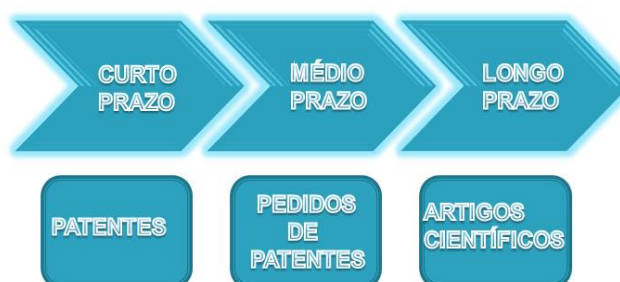 CURTO
PRAZO
MÉDIO
PRAZO
LONGO
PRAZO
PATENTES
PEDIDOS
DE
PATENTES
ARTIGOS
CIENTÍFICOS